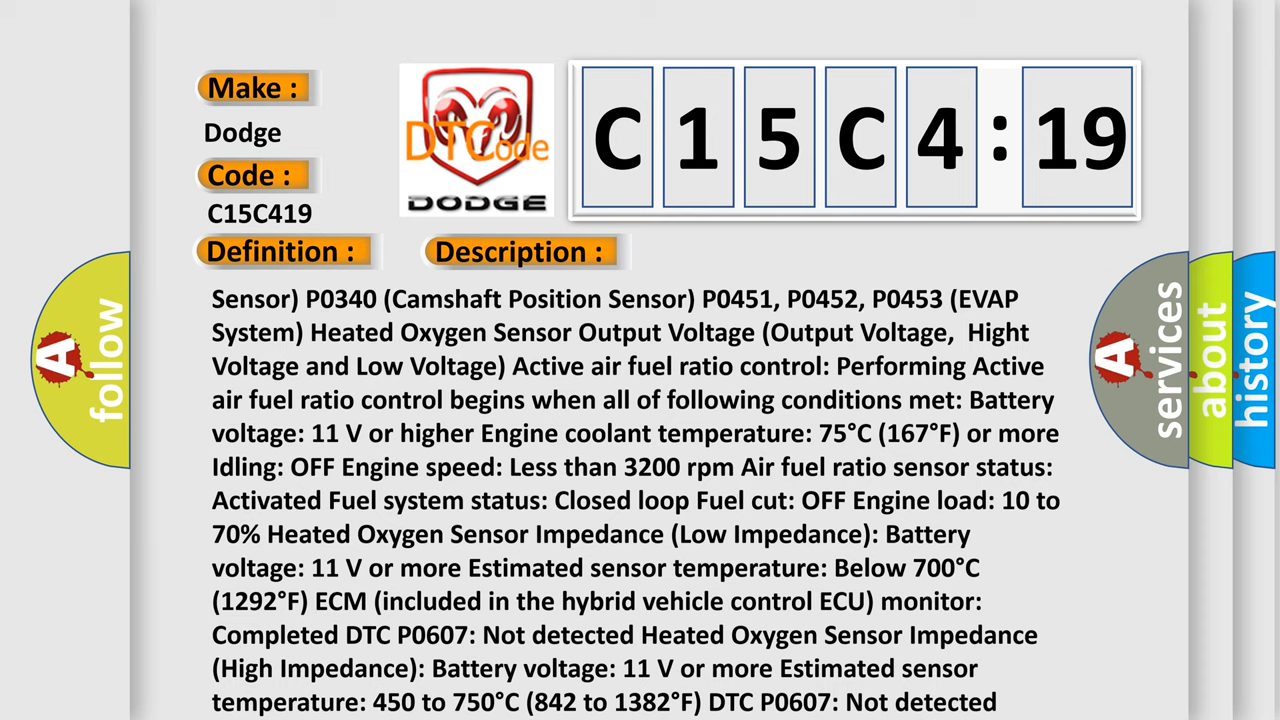 Make :
Dodge
Code :
C15C419
DTCode
DODGE
C15C4:19
Definition :
Description :
Sensor) P0340 (Camshaft Position Sensor) P0451, P0452, P0453 (EVAP
System) Heated Oxygen Sensor Output Voltage (Output Voltage,  Hight
Voltage and Low Voltage) Active air fuel ratio control: Performing Active
air fuel ratio control begins when all of following conditions met: Battery
voltage: 11 V or higher Engine coolant temperature: 75°C (167°F) or more
Idling: OFF Engine speed: Less than 3200 rpm Air fuel ratio sensor status:
Activated Fuel system status: Closed loop Fuel cut: OFF Engine load: 10 to
70% Heated Oxygen Sensor Impedance (Low Impedance): Battery
voltage: 11 V or more Estimated sensor temperature: Below 700°C
(1292°F) ECM (included in the hybrid vehicle control ECU) monitor:
Completed DTC P0607: Not detected Heated Oxygen Sensor Impedance
(High Impedance): Battery voltage: 11 V or more Estimated sensor
temperature: 450 to 750°C (842 to 1382°F) DTC P0607: Not detected
A
follow
A
services
about
history